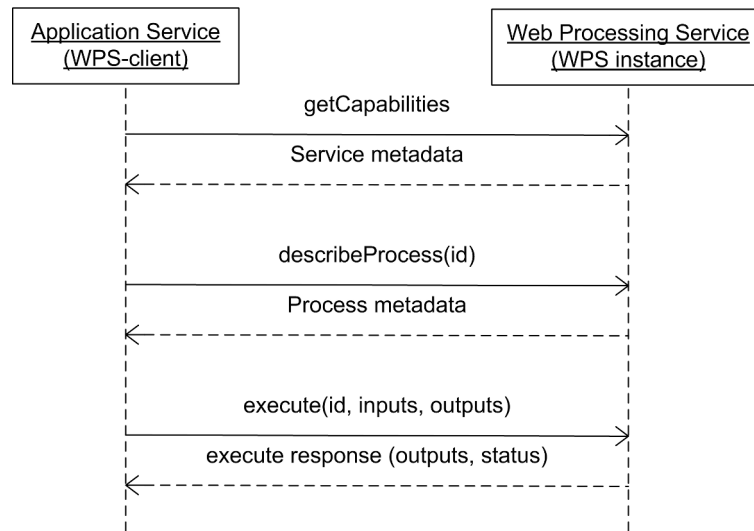 Application Service
(WPS-client)
Web Processing Service
(WPS instance)
getCapabilities
Service metadata
describeProcess(id)
Process metadata
execute(id, inputs, outputs)
execute response (outputs, status)